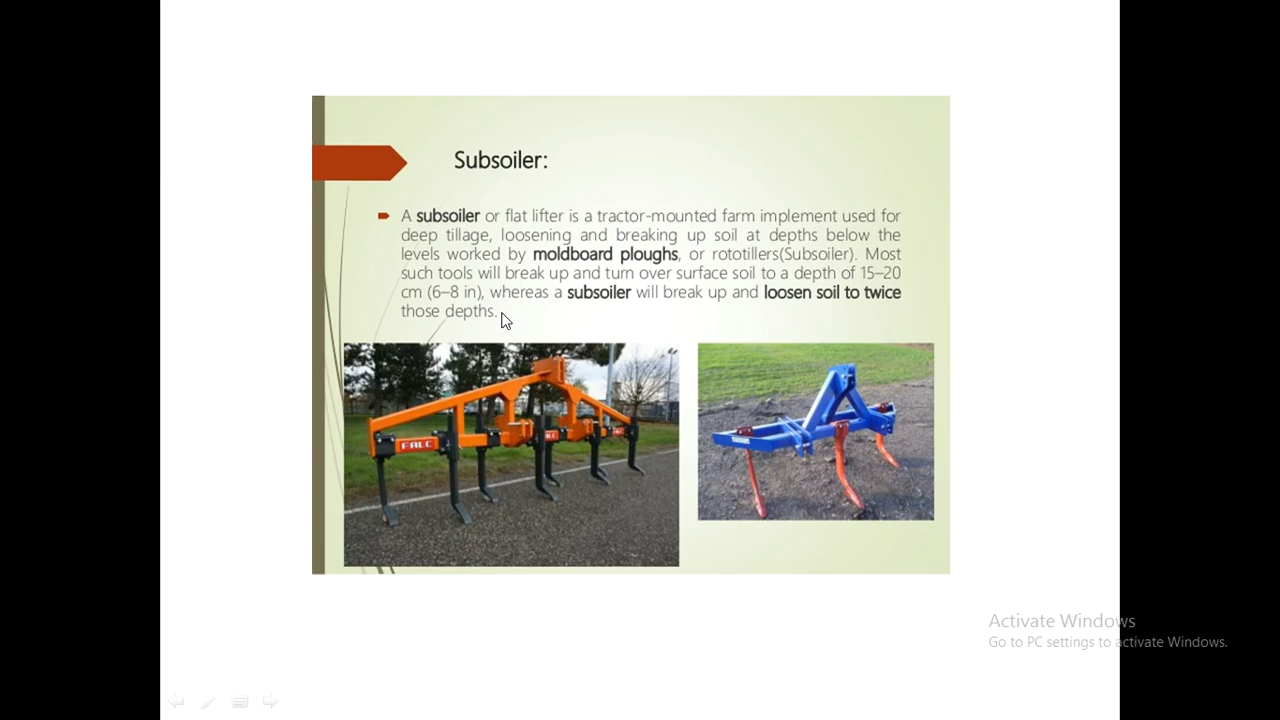 Subsoiler:
A subsoiler or flat lifter is a tractor-mounted farm implement used for
deep tillage, loosening and breaking up soil at depths below the
levels worked by moldboard ploughs, or rototillers(Subsoiler). Most
such tools will break up and turn over surface soil to a depth of 15–20
cm (6–8 in), whereas a subsoiler will break up and loosen soil to twice
those depths.
FALC
Activate Windows
Go to PC settings to activate Windows.